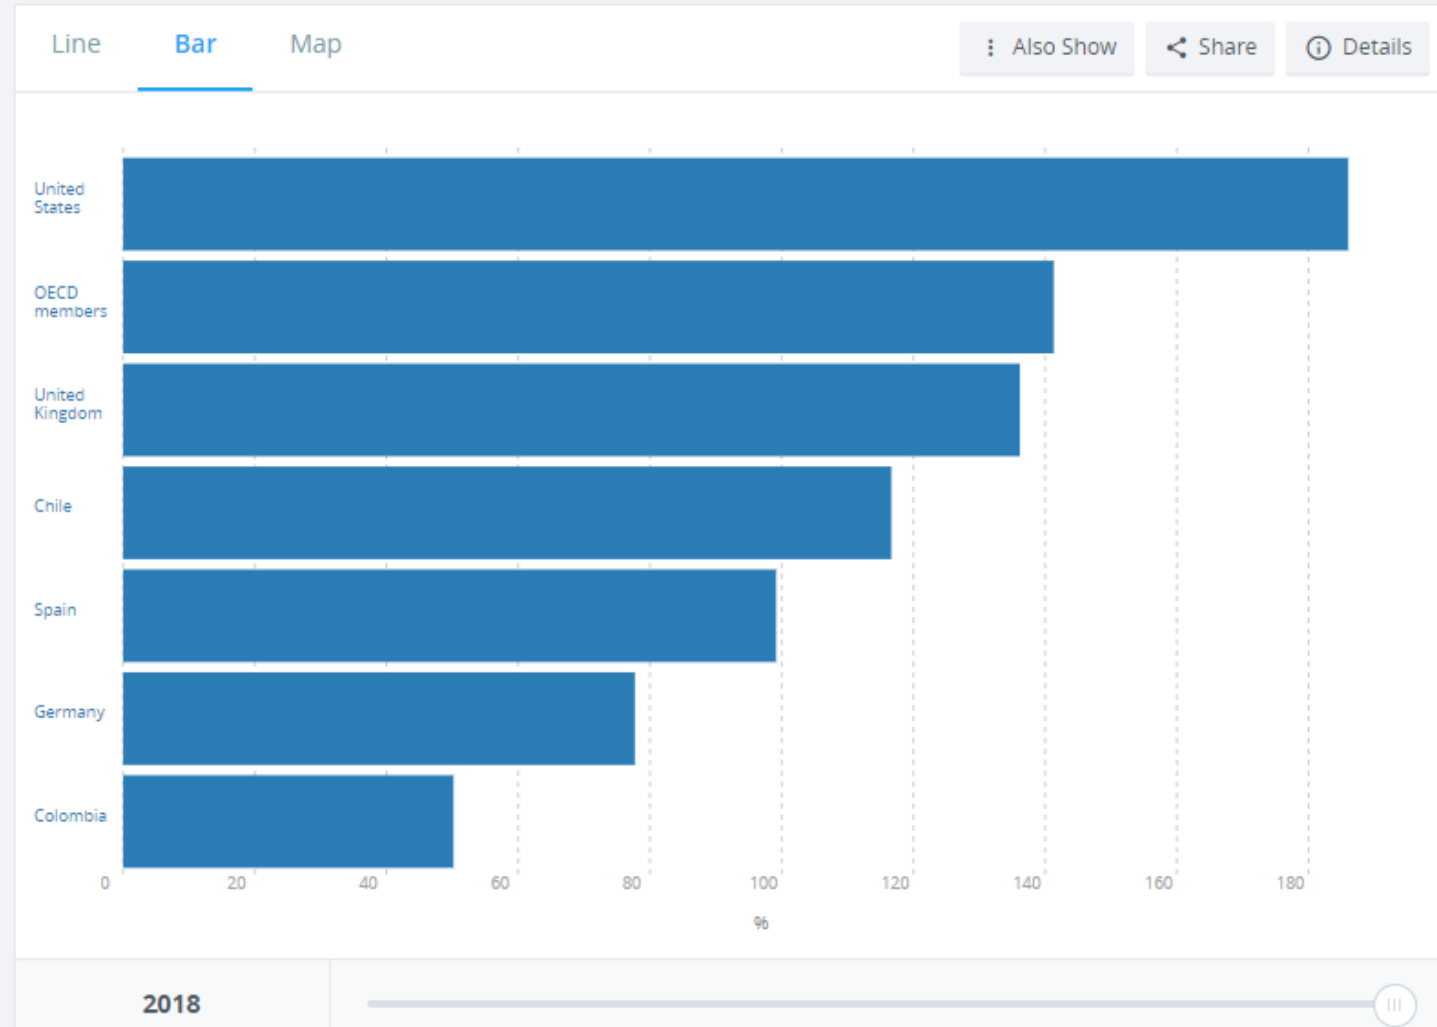 Line Bar Map Also Show Share Details
United
States
OECD
members
United
Kingdom
Chile
Spain
Germany
Colombia
0 20 40 60 80 100 120 140 160 180
%
2018